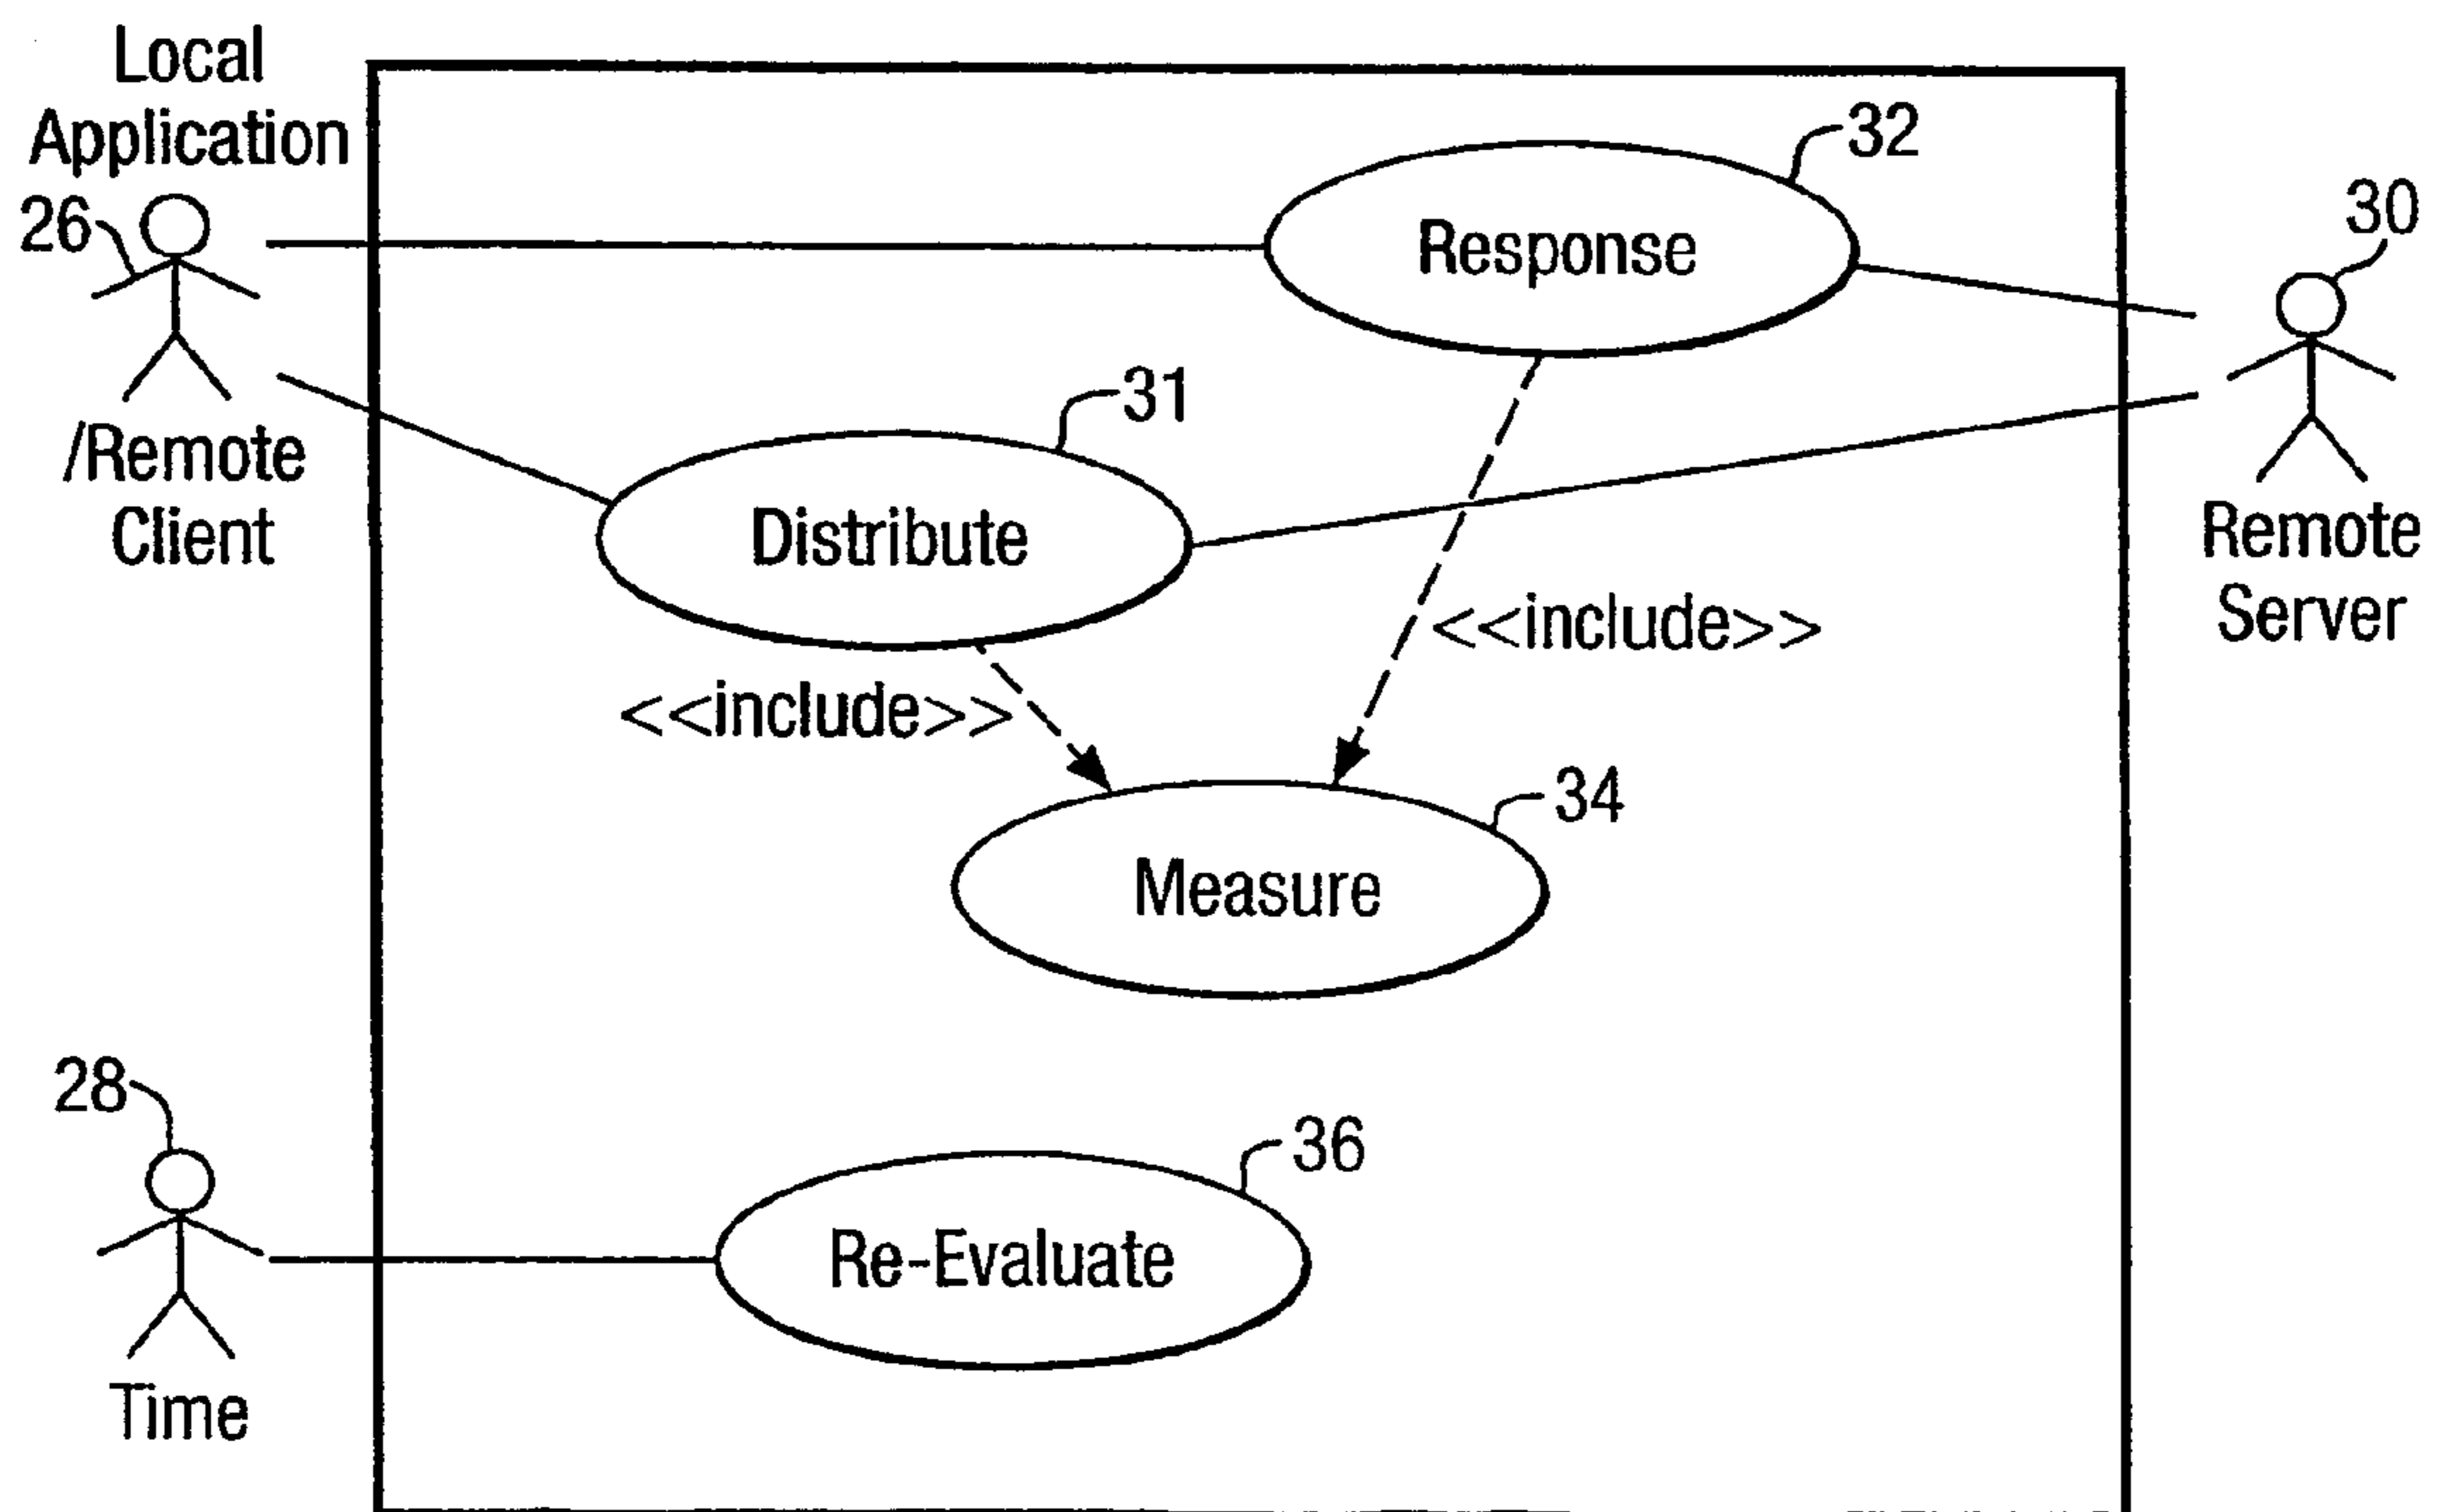 Local
Application
26
/Remote
Client
32
Response
30
Remote
Server
31
Distribute
<<include>>
<<include>>
34
Measure
28
Time
36
Re-Evaluate